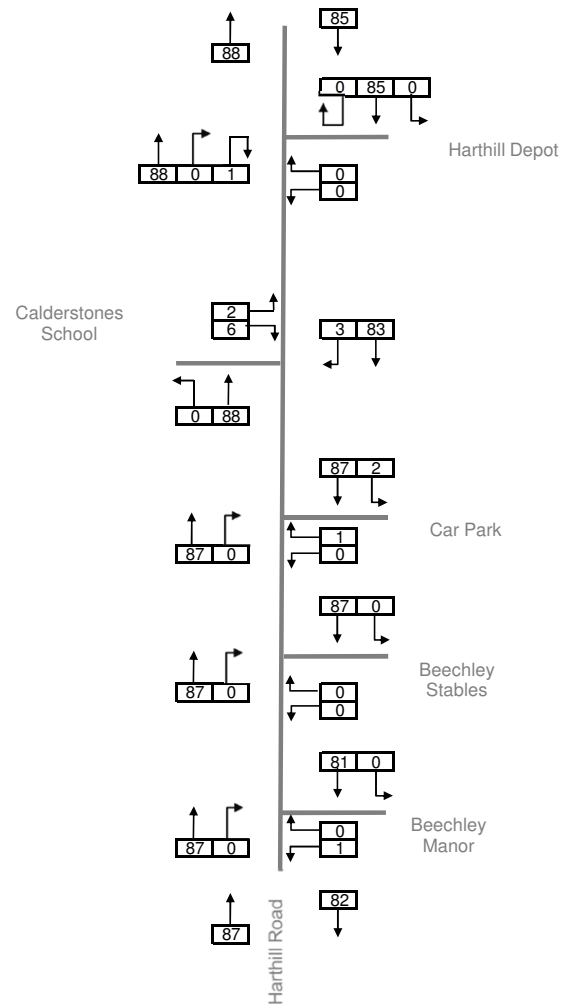 85
88
0 85 0
Harthill Depot
88 0 1
0
0
Calderstones
School
2
6
3 83
0 88
87 2
Car Park
87 0
1
0
87 0
Beechley
Stables
87 0
0
0
81 0
Beechley
Manor
87 0
0
1
82
87
Harthill Road